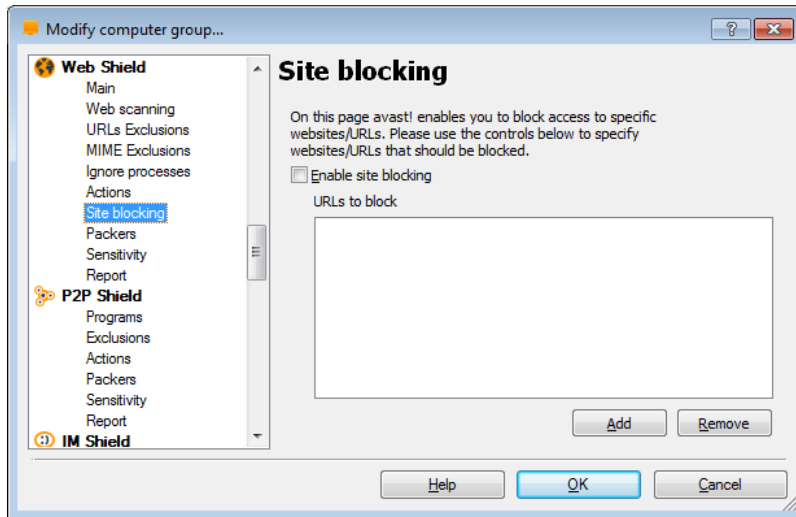 Modify computer group...
Web Shield
Main
Web scanning
URLs Exclusions
MIME Exclusions
Ignore processes
Actions
Site blocking
Packers
Sensitivity
Report
P2P Shield
Programs
Exclusions
Actions
Packers
Sensitivity
Report
IM Shield
Site blocking
On this page avast! enables you to block access to specific
websites/URLs. Please use the controls below to specify
websites/URLs that should be blocked.
Enable site blocking
URLs to block
Add
Remove
Help
OK
Cancel